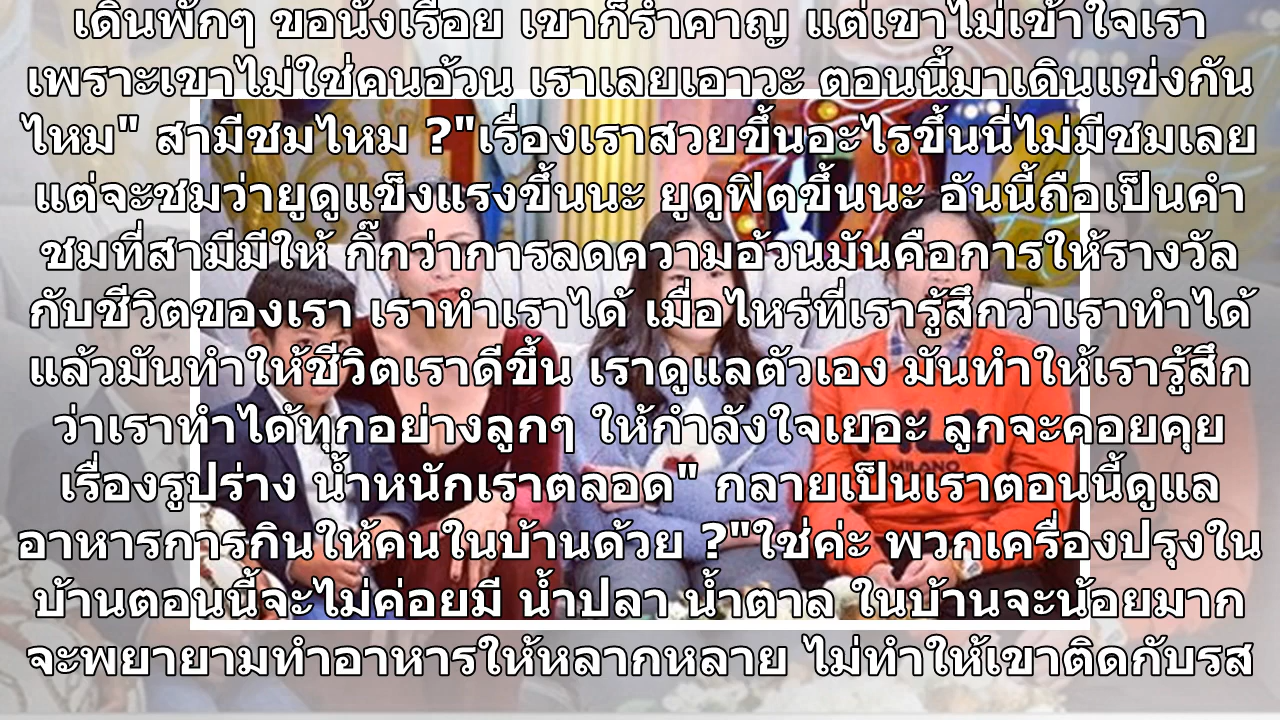 เดินพักๆ ขอนั่งเรื่อย เขาก็รำคาญ แต่เขาไม่เข้าใจเรา
เพราะเขาไม่ใช่คนอ้วน เราเลยเอาวะ ตอนนี้มาเดินแข่งกัน
ไหม" สามีชมไหม ?"เรื่องเราสวยขึ้นอะไรขึ้นนี่ไม่มีชมเลย
แต่จะชมว่ายูดูแข็งแรงขึ้นนะ ยูดูฟิตขึ้นนะ อันนี้ถือเป็นคำ
ชมที่สามีมีให้ กิ๊กว่าการลดความอ้วนมันคือการให้รางวัล
กับชีวิตของเรา เราทำเราได้ เมื่อไหร่ที่เรารู้สึกว่าเราทำได้
แล้วมันทำให้ชีวิตเราดีขึ้น เราดูแลตัวเอง มันทำให้เรารู้สึก
ว่าเราทำได้ทุกอย่างลูกๆ ให้กำลังใจเยอะ ลูกจะคอยคุย
เรื่องรูปร่าง น้ำหนักเราตลอด" กลายเป็นเราตอนนี้ดูแล
อาหารการกินให้คนในบ้านด้วย ?"ใช่ค่ะ พวกเครื่องปรุงใน
บ้านตอนนี้จะไม่ค่อยมี น้ำปลา น้ำตาล ในบ้านจะน้อยมาก
จะพยายามทำอาหารให้หลากหลาย ไม่ทำให้เขาติดกับรส
MILANO